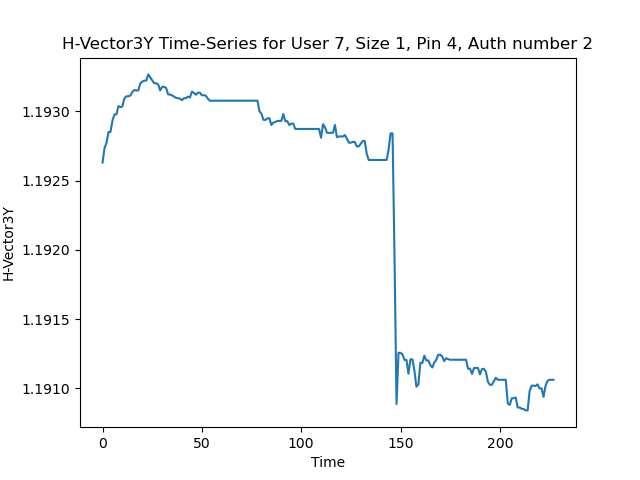 H-Vector3Y Time-Series for User 7, Size 1, Pin 4, Auth number 2
1.1930
1.1925
1.1920
1.1915
1.1910
H-Vector3Y
0 50 100 150 200
Time